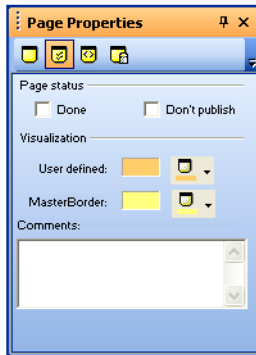 Page Properties
Page status
Done Don't publish
Visualization
User defined:
MasterBorder:
Comments: